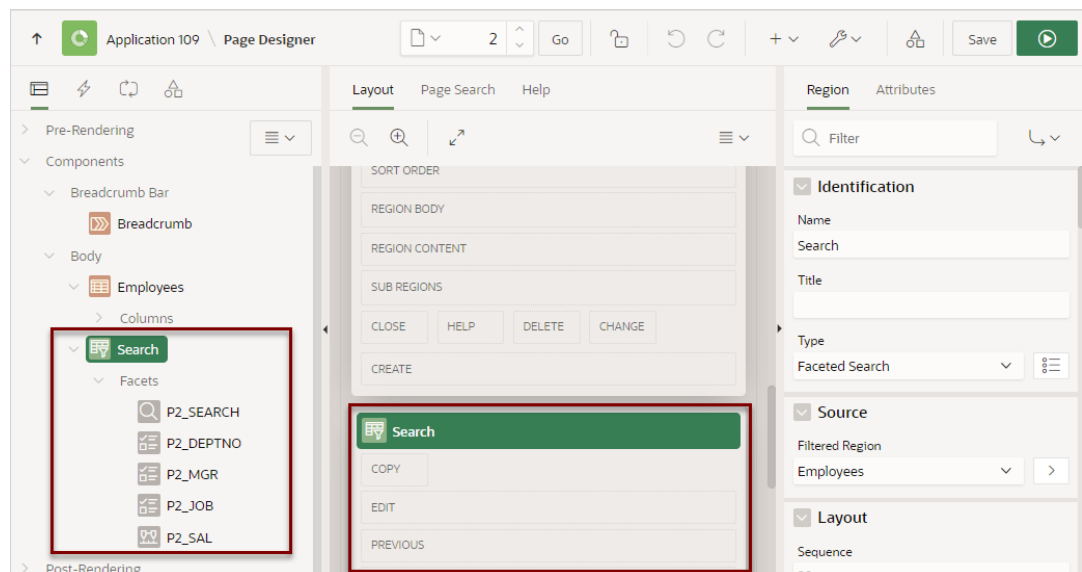 Application 109 \ Page Designer
2
Go
Save
Pre-Rendering
Components
Breadcrumb Bar
Breadcrumb
Body
Employees
Columns
Search
Facets
P2_SEARCH
P2_DEPTNO
P2_MGR
P2_JOB
P2_SAL
Post-Rendering
Layout Page Search Help
SORT ORDER
REGION BODY
REGION CONTENT
SUB REGIONS
CLOSE HELP DELETE CHANGE
CREATE
Search
COPY
EDIT
PREVIOUS
Region Attributes
Filter
Identification
Name
Search
Title
Type
Faceted Search
Source
Filtered Region
Employees
Layout
Sequence